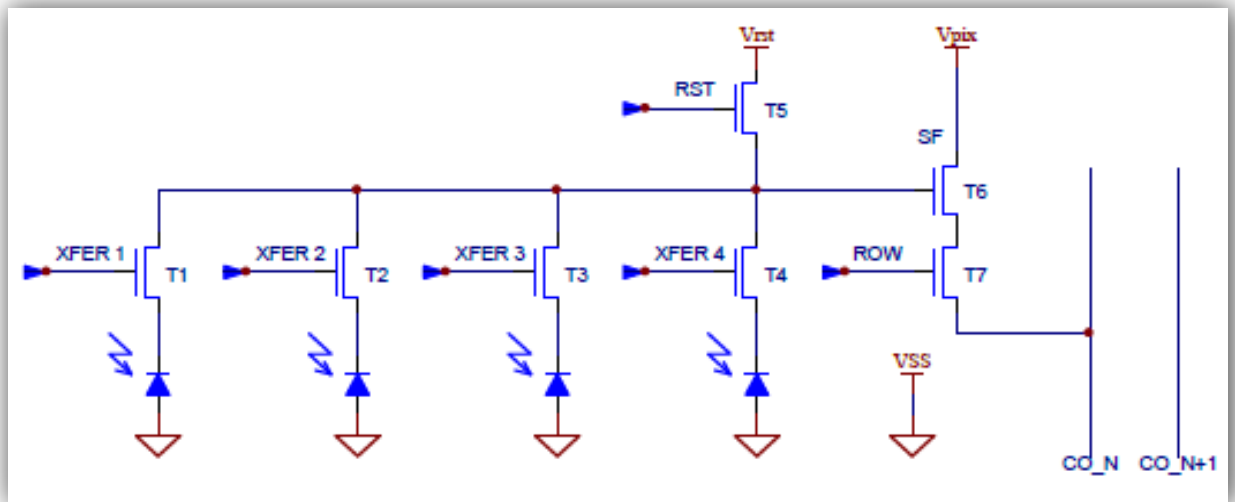 Vrst Vpix
RST T5
SF
T6
XFER 1 XFER 2 XFER 3 XFER 4 ROW
T1 T2 T3 T4 T7
VSS
CO_N CO_N+1